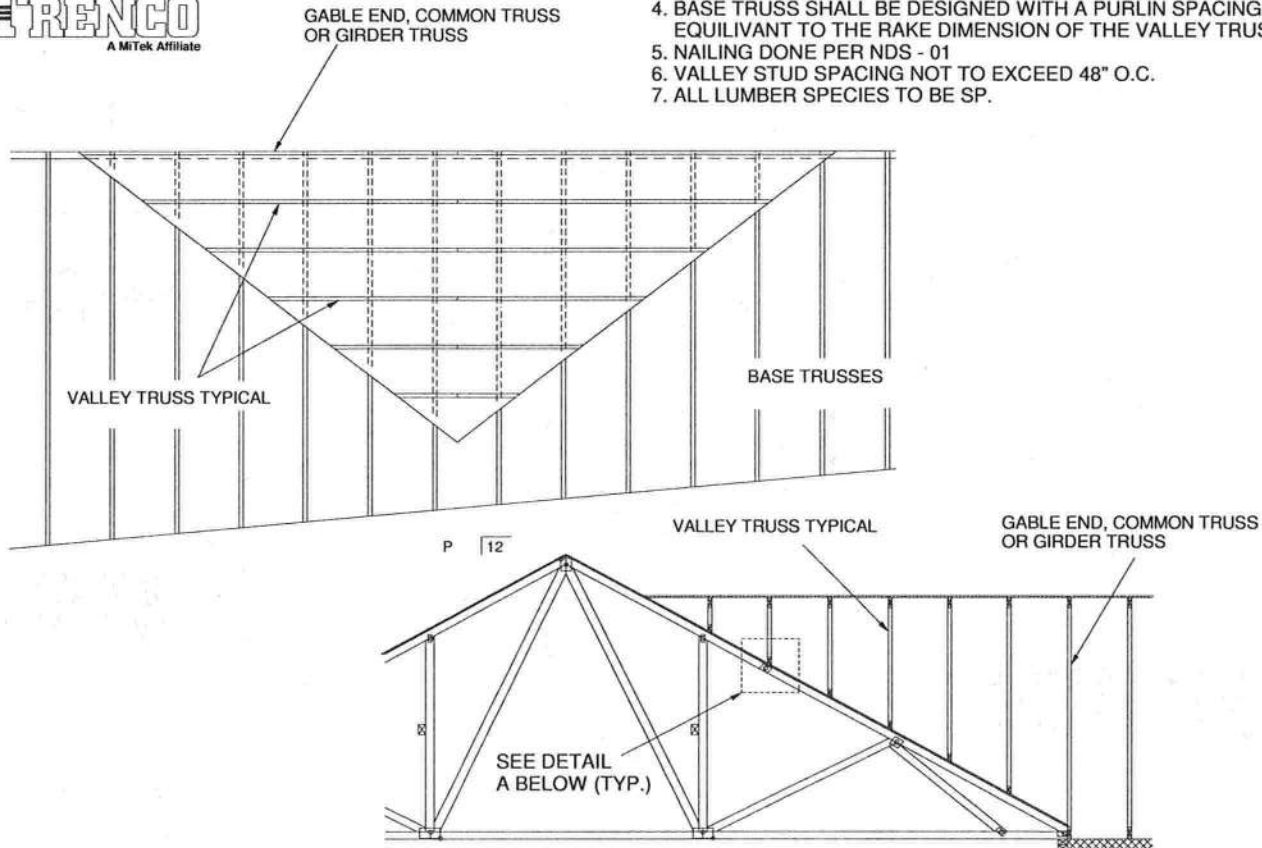 TRENCO
A MiTek Affiliate
GABLE END, COMMON TRUSS
OR GIRDER TRUSS
4. BASE TRUSS SHALL BE DESIGNED WITH A PURLIN SPACING
EQUILIVANT TO THE RAKE DIMENSION OF THE VALLEY
5. NAILING DONE PER NDS - 01
6. VALLEY STUD SPACING NOT TO EXCEED 48" O.C.
7. ALL LUMBER SPECIES TO BE SP.
VALLEY TRUSS TYPICAL
BASE TRUSSES
P 12
VALLEY TRUSS TYPICAL
GABLE END, COMMON TRUSS
OR GIRDER TRUSS
SEE DETAIL
A BELOW (TYP.)